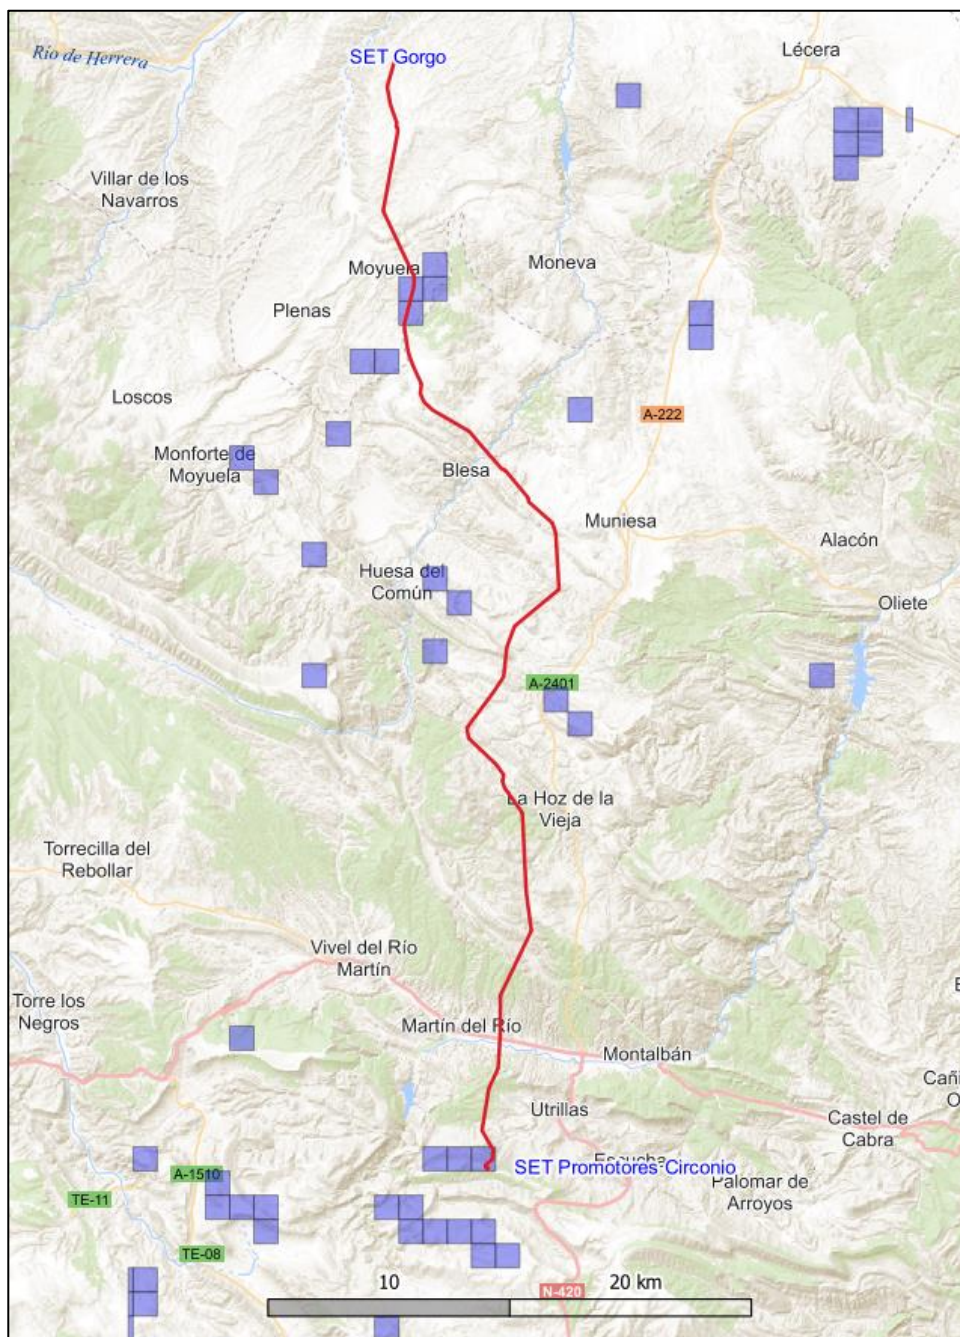 SET Gorgo
Lécera
Río de Herrera
Villar de los
Navarros
Moyuela
Moneva
Plenas
Loscos
A-222
Monforte de
Moyuela
Blesa
Muniesa
Alacón
Huesa del
Común
Oliete
A-2401
La Hoz de la
Vieja
Torrecilla del
Rebollar
Vivel del Río
Martín
Torre los
Negros
Martín del Río
Montalbán
Utrillas
Castel de
Cabra
Escucha
SET Promotores Circonio
A-1510
Palomar de
Arroyos
TE-11
TE-08
10
20 km
N-420